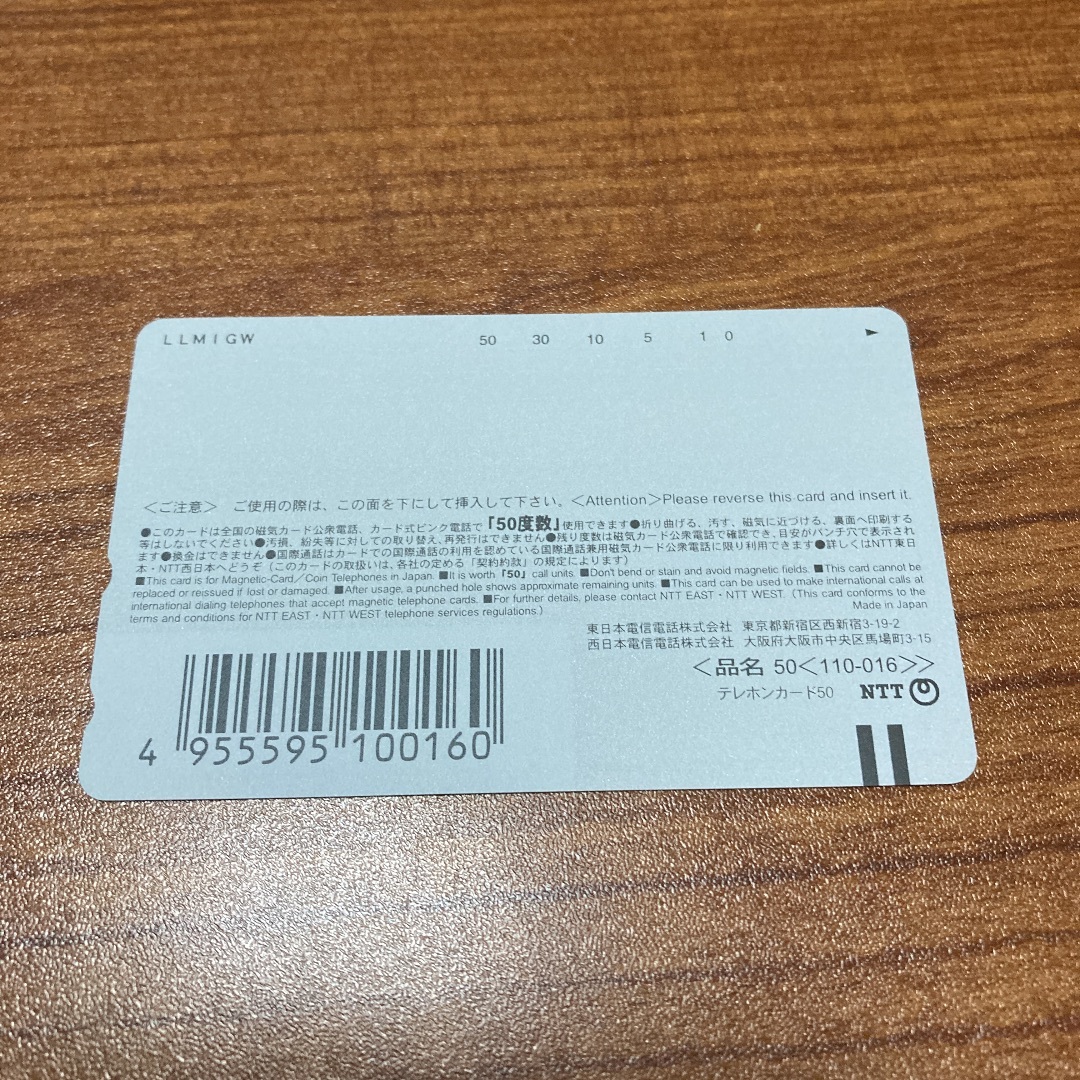 LLMIGW 50 30 10 5 1 0
<ご注意> ご使用の際は、この面を下にして挿入して下さい。<Attention>Please reverse this card and insert it.
●このカードは全国の磁気カード公衆電話、カード式ピンク電話で「50度数」使用できます●折り曲げる、汚す、磁気に近づける、裏面へ印刷する
等はしないでください●汚損、紛失等に対しての取り替え、再発行はできません●残り度数は磁気カード公衆電話で確認でき、目安がパンチ穴で表示され
ます●換金はできません●国際通話はカードでの国際通話の利用を認めている国際通話兼用磁気カード公衆電話に限り利用できます●詳しくはNTT東日
本・NTT西日本へどうぞ(このカードの取扱いは、各社の定める「契約約款」の規定によります)
■This card is for Magnetic-Card／Coin Telephones in Japan. ■It is worth「50」call units. ■Don't bend or stain and avoid magnetic fields. ■This card cannot be
replaced or reissued if lost or damaged. ■After usage, a punched hole shows approximate remaining units. ■This card can be used to make international calls at
international dialing telephones that accept magnetic telephone cards. ■For further details, please contact NTT EAST・NTT WEST. (This card conforms to the
terms and conditions for NTT EAST・NTT WEST telephone services regulations.) Made in Japan
東日本電信電話株式会社 東京都新宿区西新宿3-19-2
西日本電信電話株式会社 大阪府大阪市中央区馬場町3-15
<品名 50<110-016>>
テレホンカード50 NTT
4 955595 100160